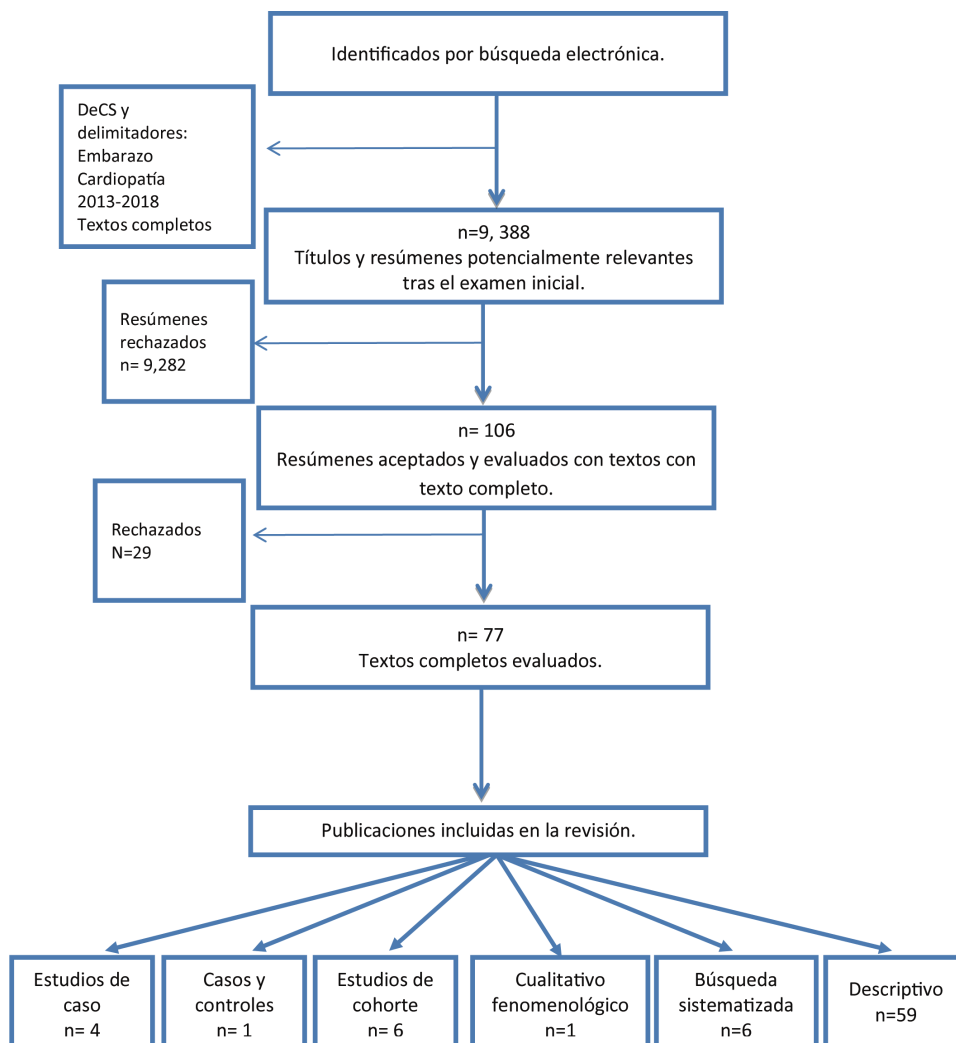 Identificados por búsqueda electrónica.
DeCS y
delimitadores:
Embarazo
Cardiopatía
2013-2018
Textos completos
n=9, 388
Títulos y resúmenes potencialmente relevantes
tras el examen inicial.
Resúmenes
rechazados
n= 9,282
n= 106
Resúmenes aceptados y evaluados con textos con
texto completo.
Rechazados
N=29
n= 77
Textos completos evaluados.
Publicaciones incluidas en la revisión.
Estudios de
caso
n= 4
Casos y
controles
n= 1
Estudios de
cohorte
n= 6
Cualitativo
fenomenológico
n=1
Búsqueda
sistematizada
n=6
Descriptivo
n=59